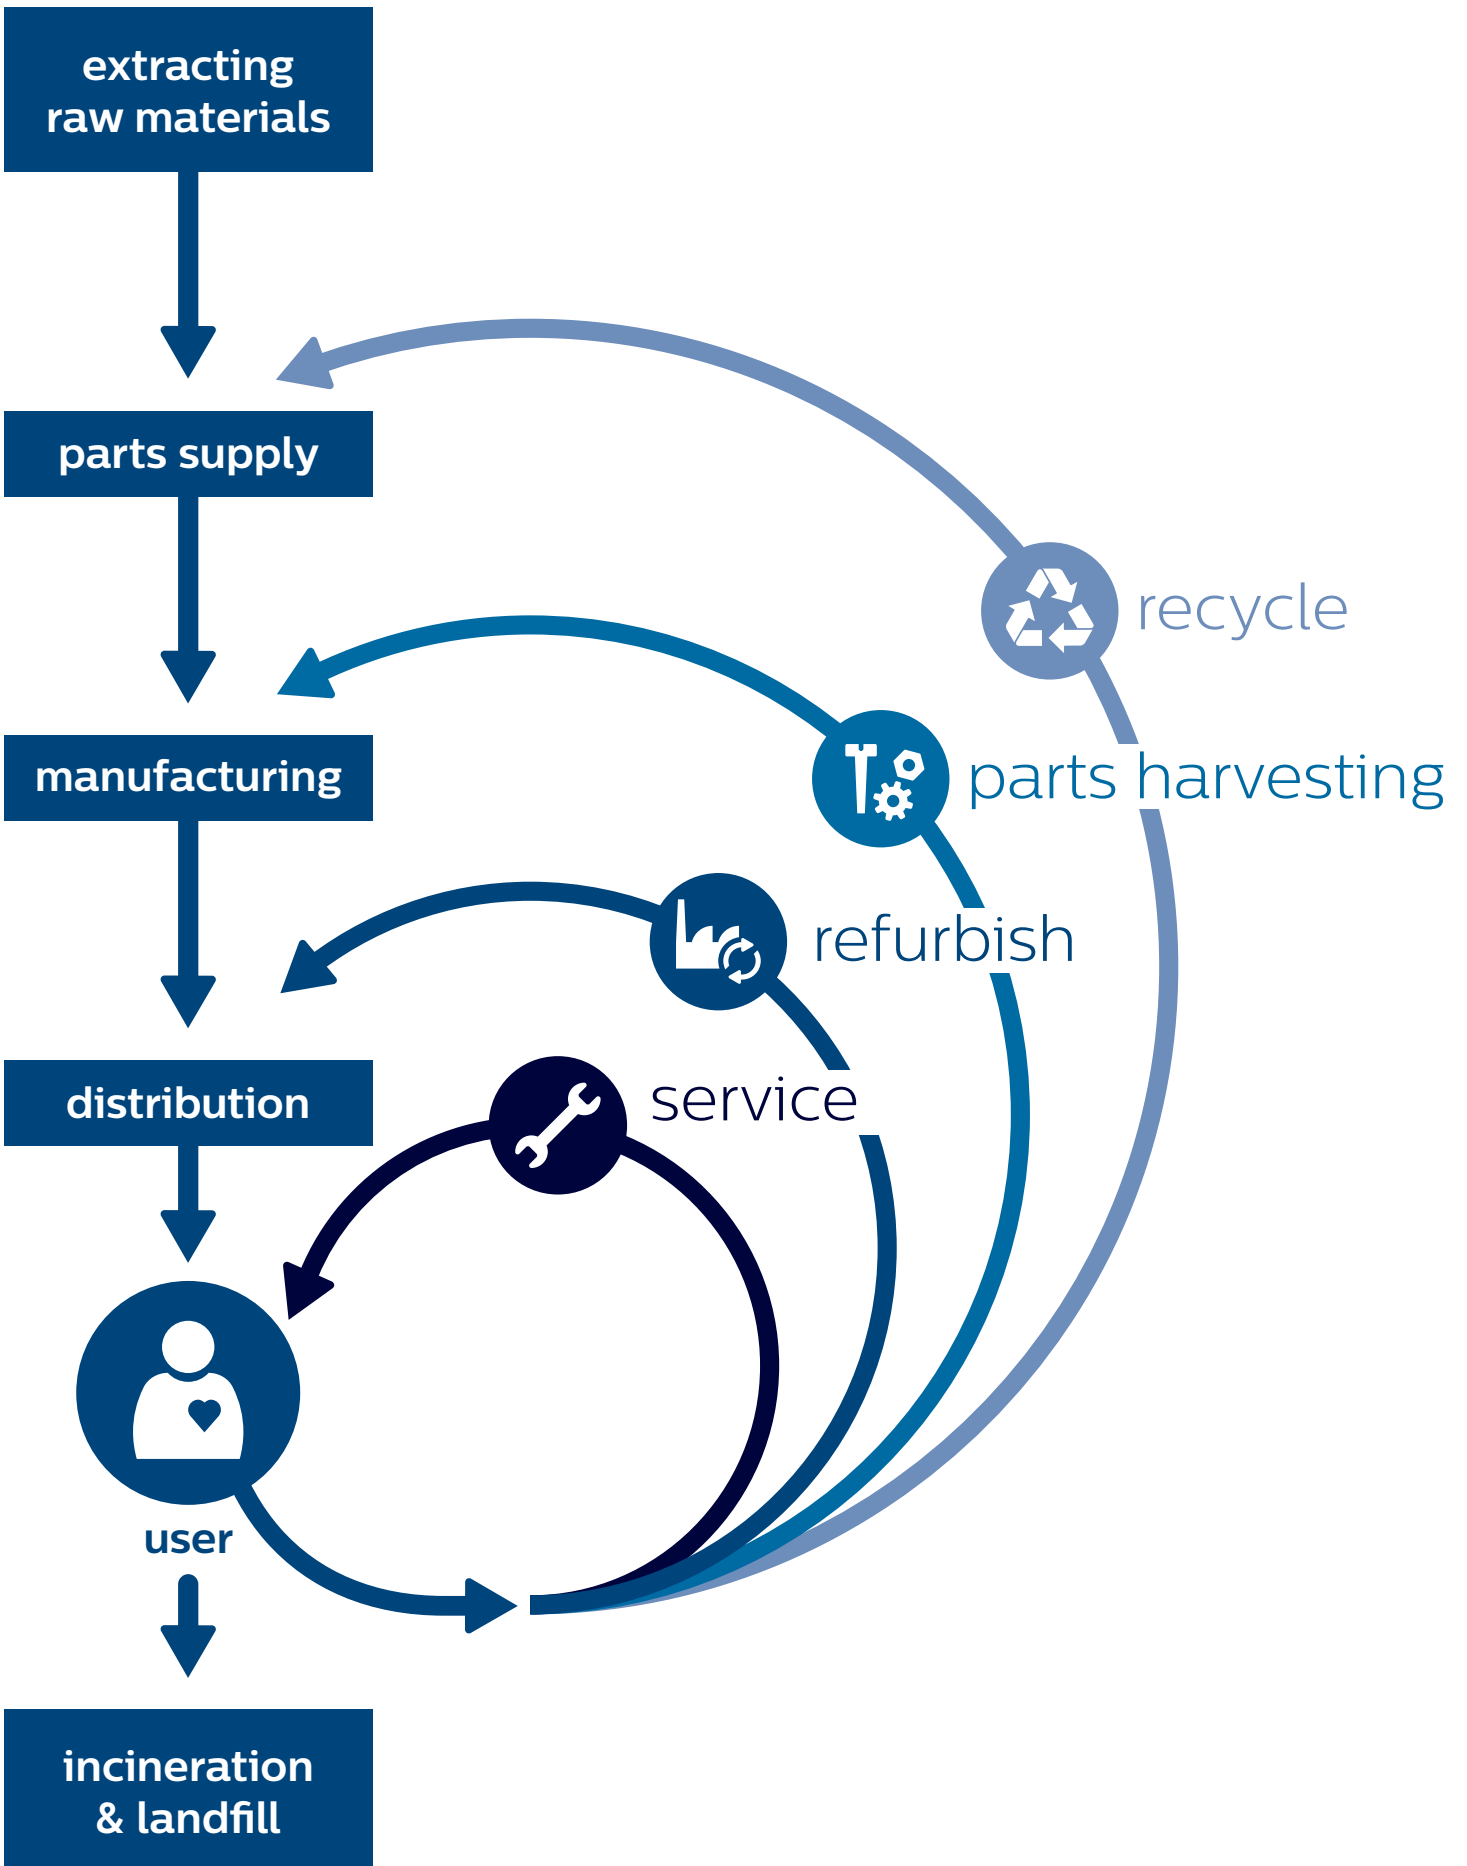 extracting
raw materials
parts supply
recycle
manufacturing
parts harvesting
refurbish
distribution
service
user
incineration
& landfill